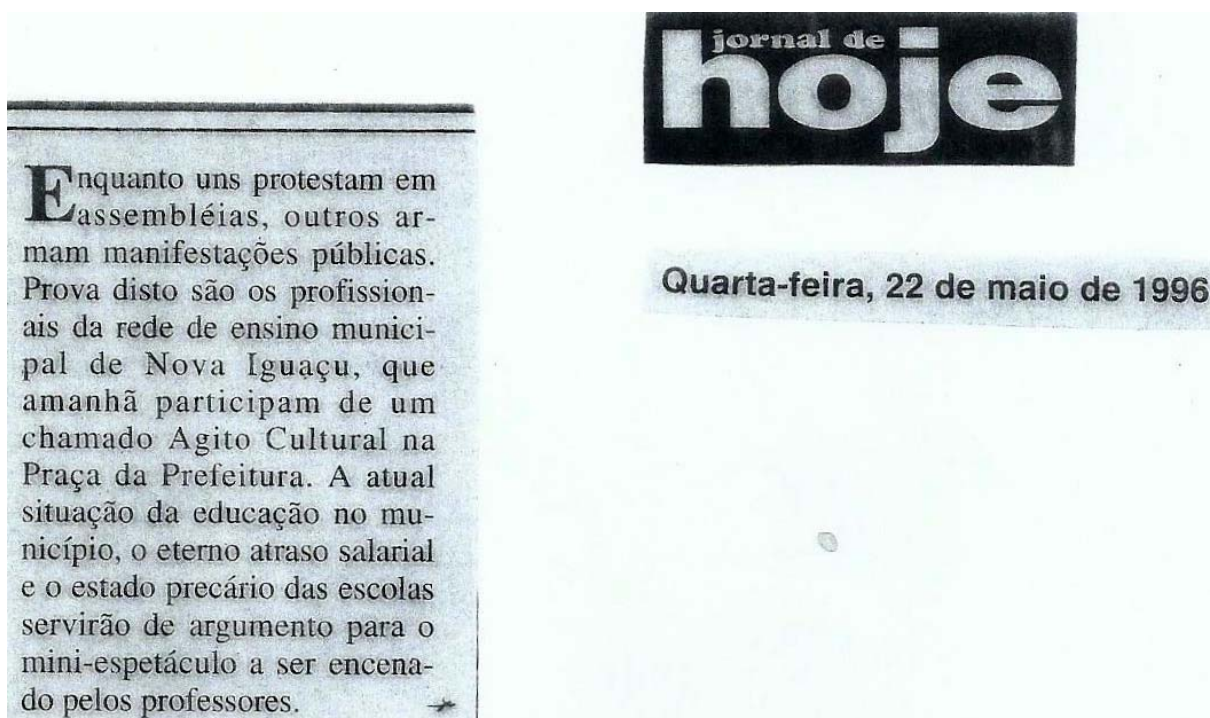 jornal de
hoje
Quarta-feira, 22 de maio de 1996
Enquanto uns protestam em
assembléias, outros ar-
mam manifestações públicas.
Prova disto são os profission-
ais da rede de ensino munici-
pal de Nova Iguaçu, que
amanhã participam de um
chamado Agito Cultural na
Praça da Prefeitura. A atual
situação da educação no mu-
nicípio, o eterno atraso salarial
e o estado precário das escolas
servirão de argumento para o
mini-espetáculo a ser encena-
do pelos professores.